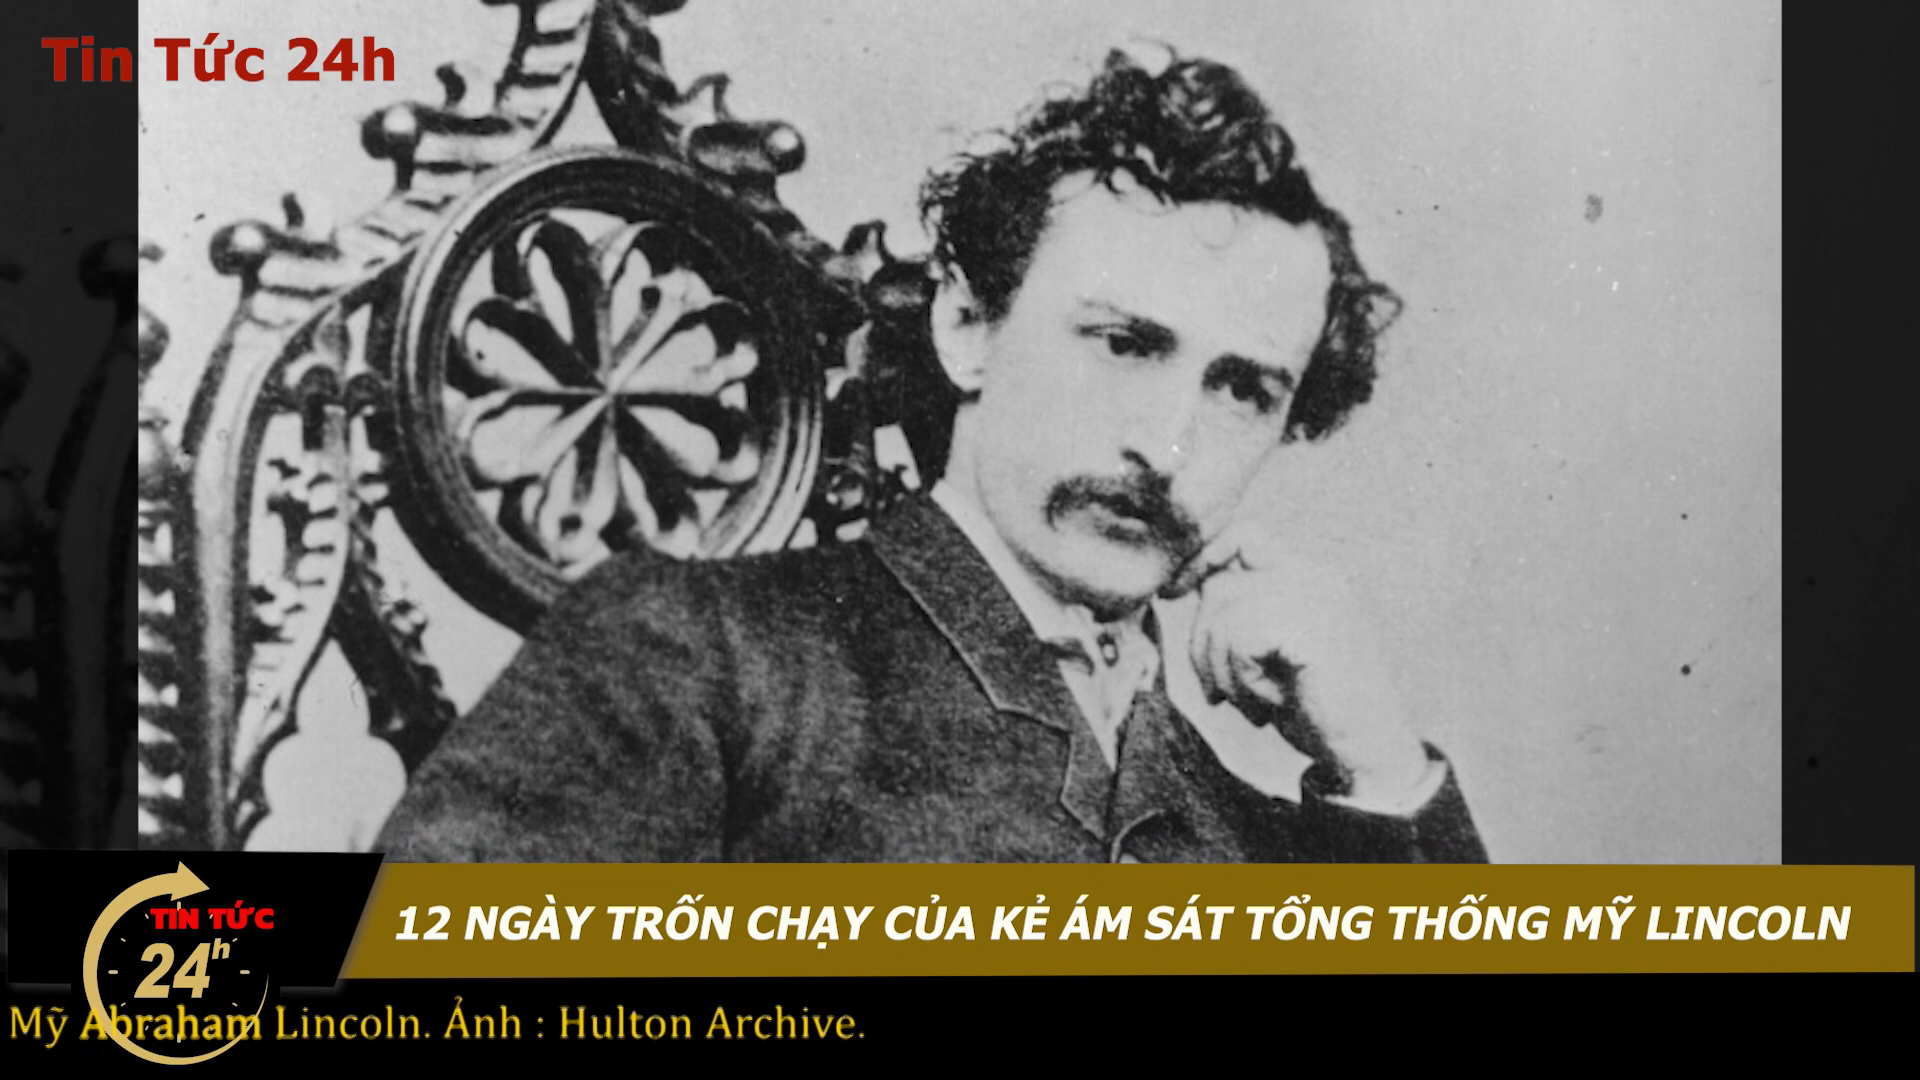 Tin Tức 24h
12 NGÀY TRỐN CHẠY CỦA KẺ ÁM SÁT TỔNG THỐNG MỸ LINCOLN
TIN TỨC
24h
Mỹ Abraham Lincoln. Ảnh : Hulton Archive.